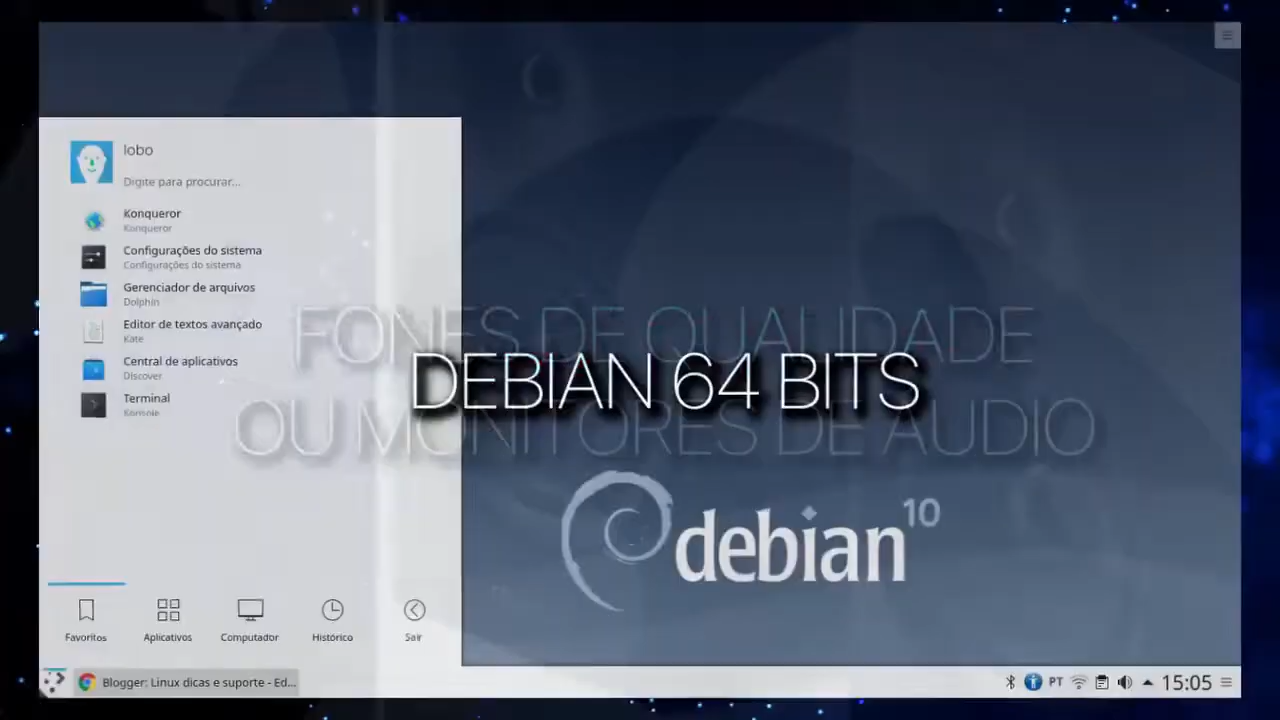 lobo
Digite para procurar...
Konqueror
Konqueror
Configurações do sistema
Configurações do sistema
Gerenciador de arquivos
Dolphin
Editor de textos avançado
Kate
Central de aplicativos
Discover
Terminal
Konsole
FONES DE QUALIDADE
DEBIAN 64 BITS
OU MONITORES DE ÁUDIO
debian 10
Favoritos
Aplicativos
Computador
Histórico
Sair
Blogger: Linux dicas e suporte - Ed...
PT
15:05